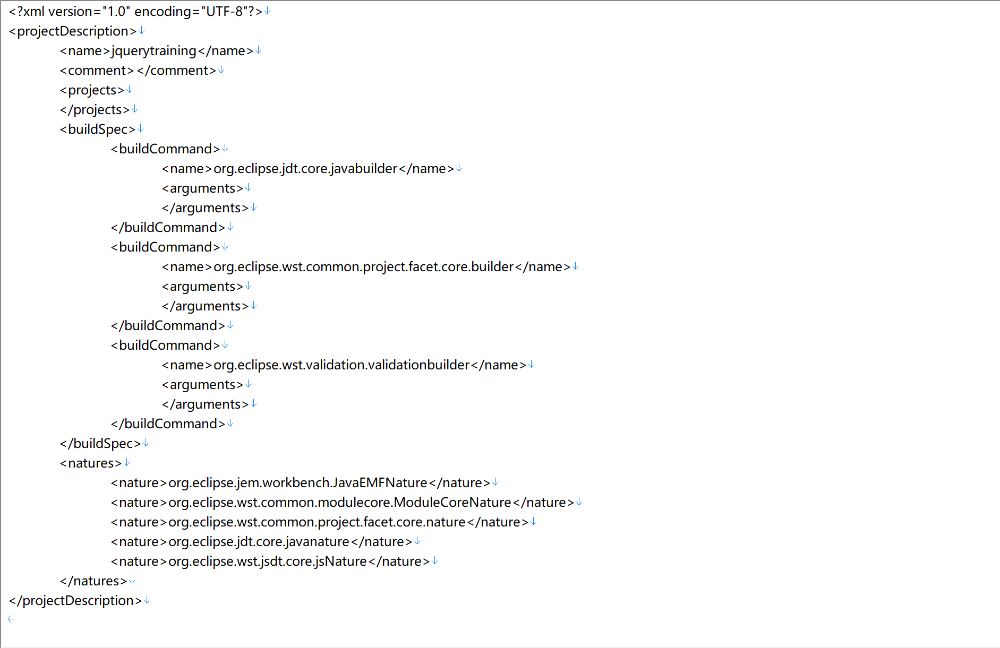 <?xml version="1.0" encoding="UTF-8"?>↓
<projectDescription>↓
	<name>jquerytraining</name>↓
	<comment></comment>↓
	<projects>↓
	</projects>↓
	<buildSpec>↓
		<buildCommand>↓
			<name>org.eclipse.jdt.core.javabuilder</name>↓
			<arguments>↓
			</arguments>↓
		</buildCommand>↓
		<buildCommand>↓
			<name>org.eclipse.wst.common.project.facet.core.builder</name>↓
			<arguments>↓
			</arguments>↓
		</buildCommand>↓
		<buildCommand>↓
			<name>org.eclipse.wst.validation.validationbuilder</name>↓
			<arguments>↓
			</arguments>↓
		</buildCommand>↓
	</buildSpec>↓
	<natures>↓
		<nature>org.eclipse.jem.workbench.JavaEMFNature</nature>↓
		<nature>org.eclipse.wst.common.modulecore.ModuleCoreNature</nature>↓
		<nature>org.eclipse.wst.common.project.facet.core.nature</nature>↓
		<nature>org.eclipse.jdt.core.javanature</nature>↓
		<nature>org.eclipse.wst.jsdt.core.jsNature</nature>↓
	</natures>↓
</projectDescription>↓
←